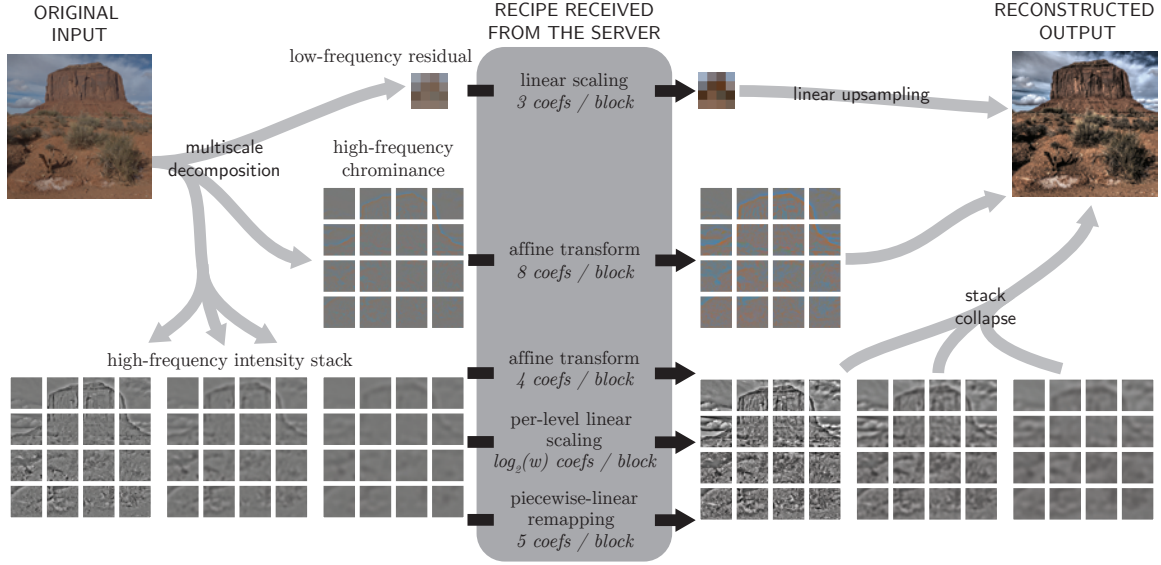 ORIGINAL
INPUT
RECIPE RECEIVED
FROM THE SERVER
RECONSTRUCTED
OUTPUT
low-frequency residual
linear scaling
3 coefs / block
linear upsampling
multiscale
decomposition
high-frequency
chrominance
affine transform
8 coefs / block
stack
collapse
high-frequency intensity stack
affine transform
4 coefs / block
per-level linear
scaling
log₂(w) coefs / block
piecewise-linear
remapping
5 coefs / block